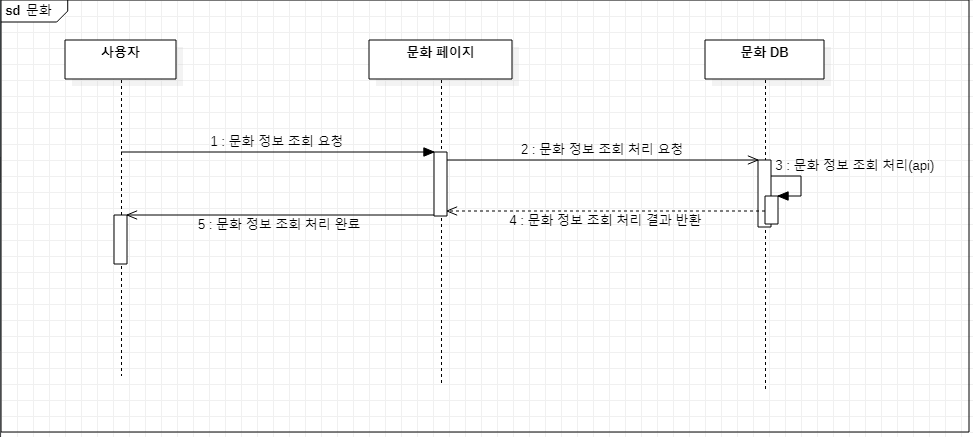 sd 문화
사용자
문화 페이지
문화 DB
1 : 문화 정보 조회 요청
2 : 문화 정보 조회 처리 요청
3 : 문화 정보 조회 처리(api)
4 : 문화 정보 조회 처리 결과 반환
5 : 문화 정보 조회 처리 완료